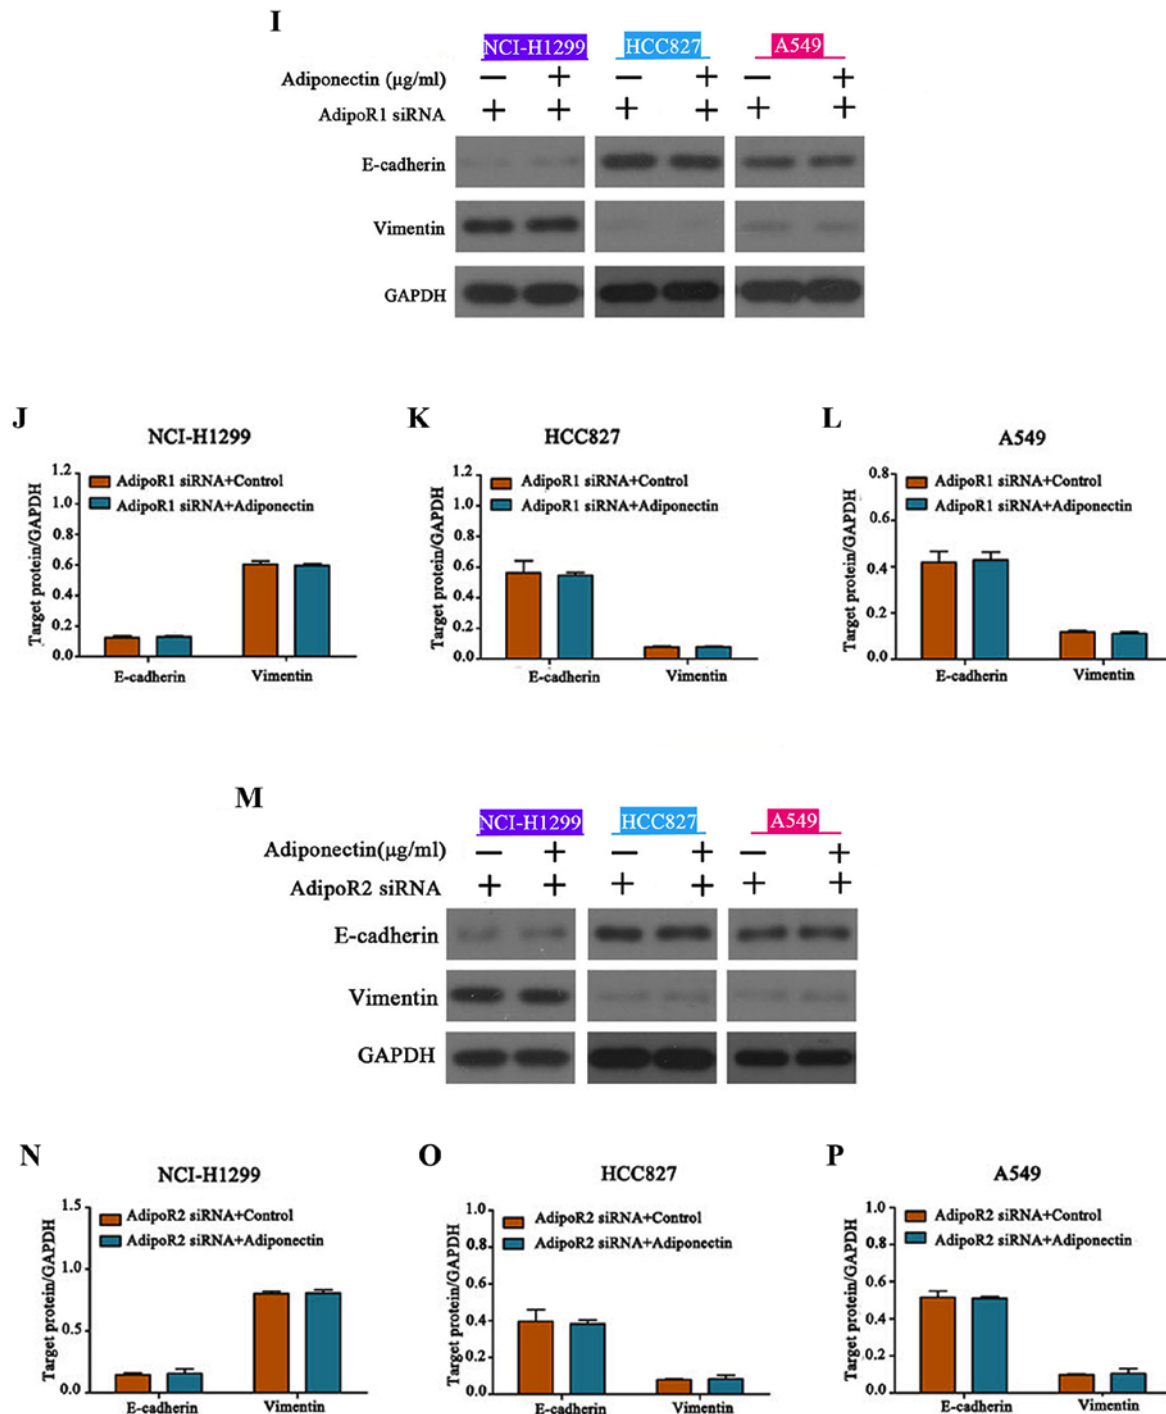 I
NCI-H1299 HCC827 A549
Adiponectin (μg/ml) — + — + — +
AdipoR1 siRNA + + + + + +
E-cadherin
Vimentin
GAPDH
J K L
NCI-H1299
Target protein/GAPDH
1.2
1.0
0.8
0.6
0.4
0.2
0.0
AdipoR1 siRNA+Control
AdipoR1 siRNA+Adiponectin
E-cadherin Vimentin
HCC827
Target protein/GAPDH
1.2
1.0
0.8
0.6
0.4
0.2
0.0
AdipoR1 siRNA+Control
AdipoR1 siRNA+Adiponectin
E-cadherin Vimentin
A549
Target protein/GAPDH
0.8
0.6
0.4
0.2
0.0
AdipoR1 siRNA+Control
AdipoR1 siRNA+Adiponectin
E-cadherin Vimentin
M
NCI-H1299 HCC827 A549
Adiponectin(μg/ml) — + — + — +
AdipoR2 siRNA + + + + + +
E-cadherin
Vimentin
GAPDH
N O P
NCI-H1299
Target protein/GAPDH
1.5
1.0
0.5
0.0
AdipoR2 siRNA+Control
AdipoR2 siRNA+Adiponectin
E-cadherin Vimentin
HCC827
Target protein/GAPDH
1.0
0.8
0.6
0.4
0.2
0.0
AdipoR2 siRNA+Control
AdipoR2 siRNA+Adiponectin
E-cadherin Vimentin
A549
Target protein/GAPDH
1.0
0.8
0.6
0.4
0.2
0.0
AdipoR2 siRNA+Control
AdipoR2 siRNA+Adiponectin
E-cadherin Vimentin